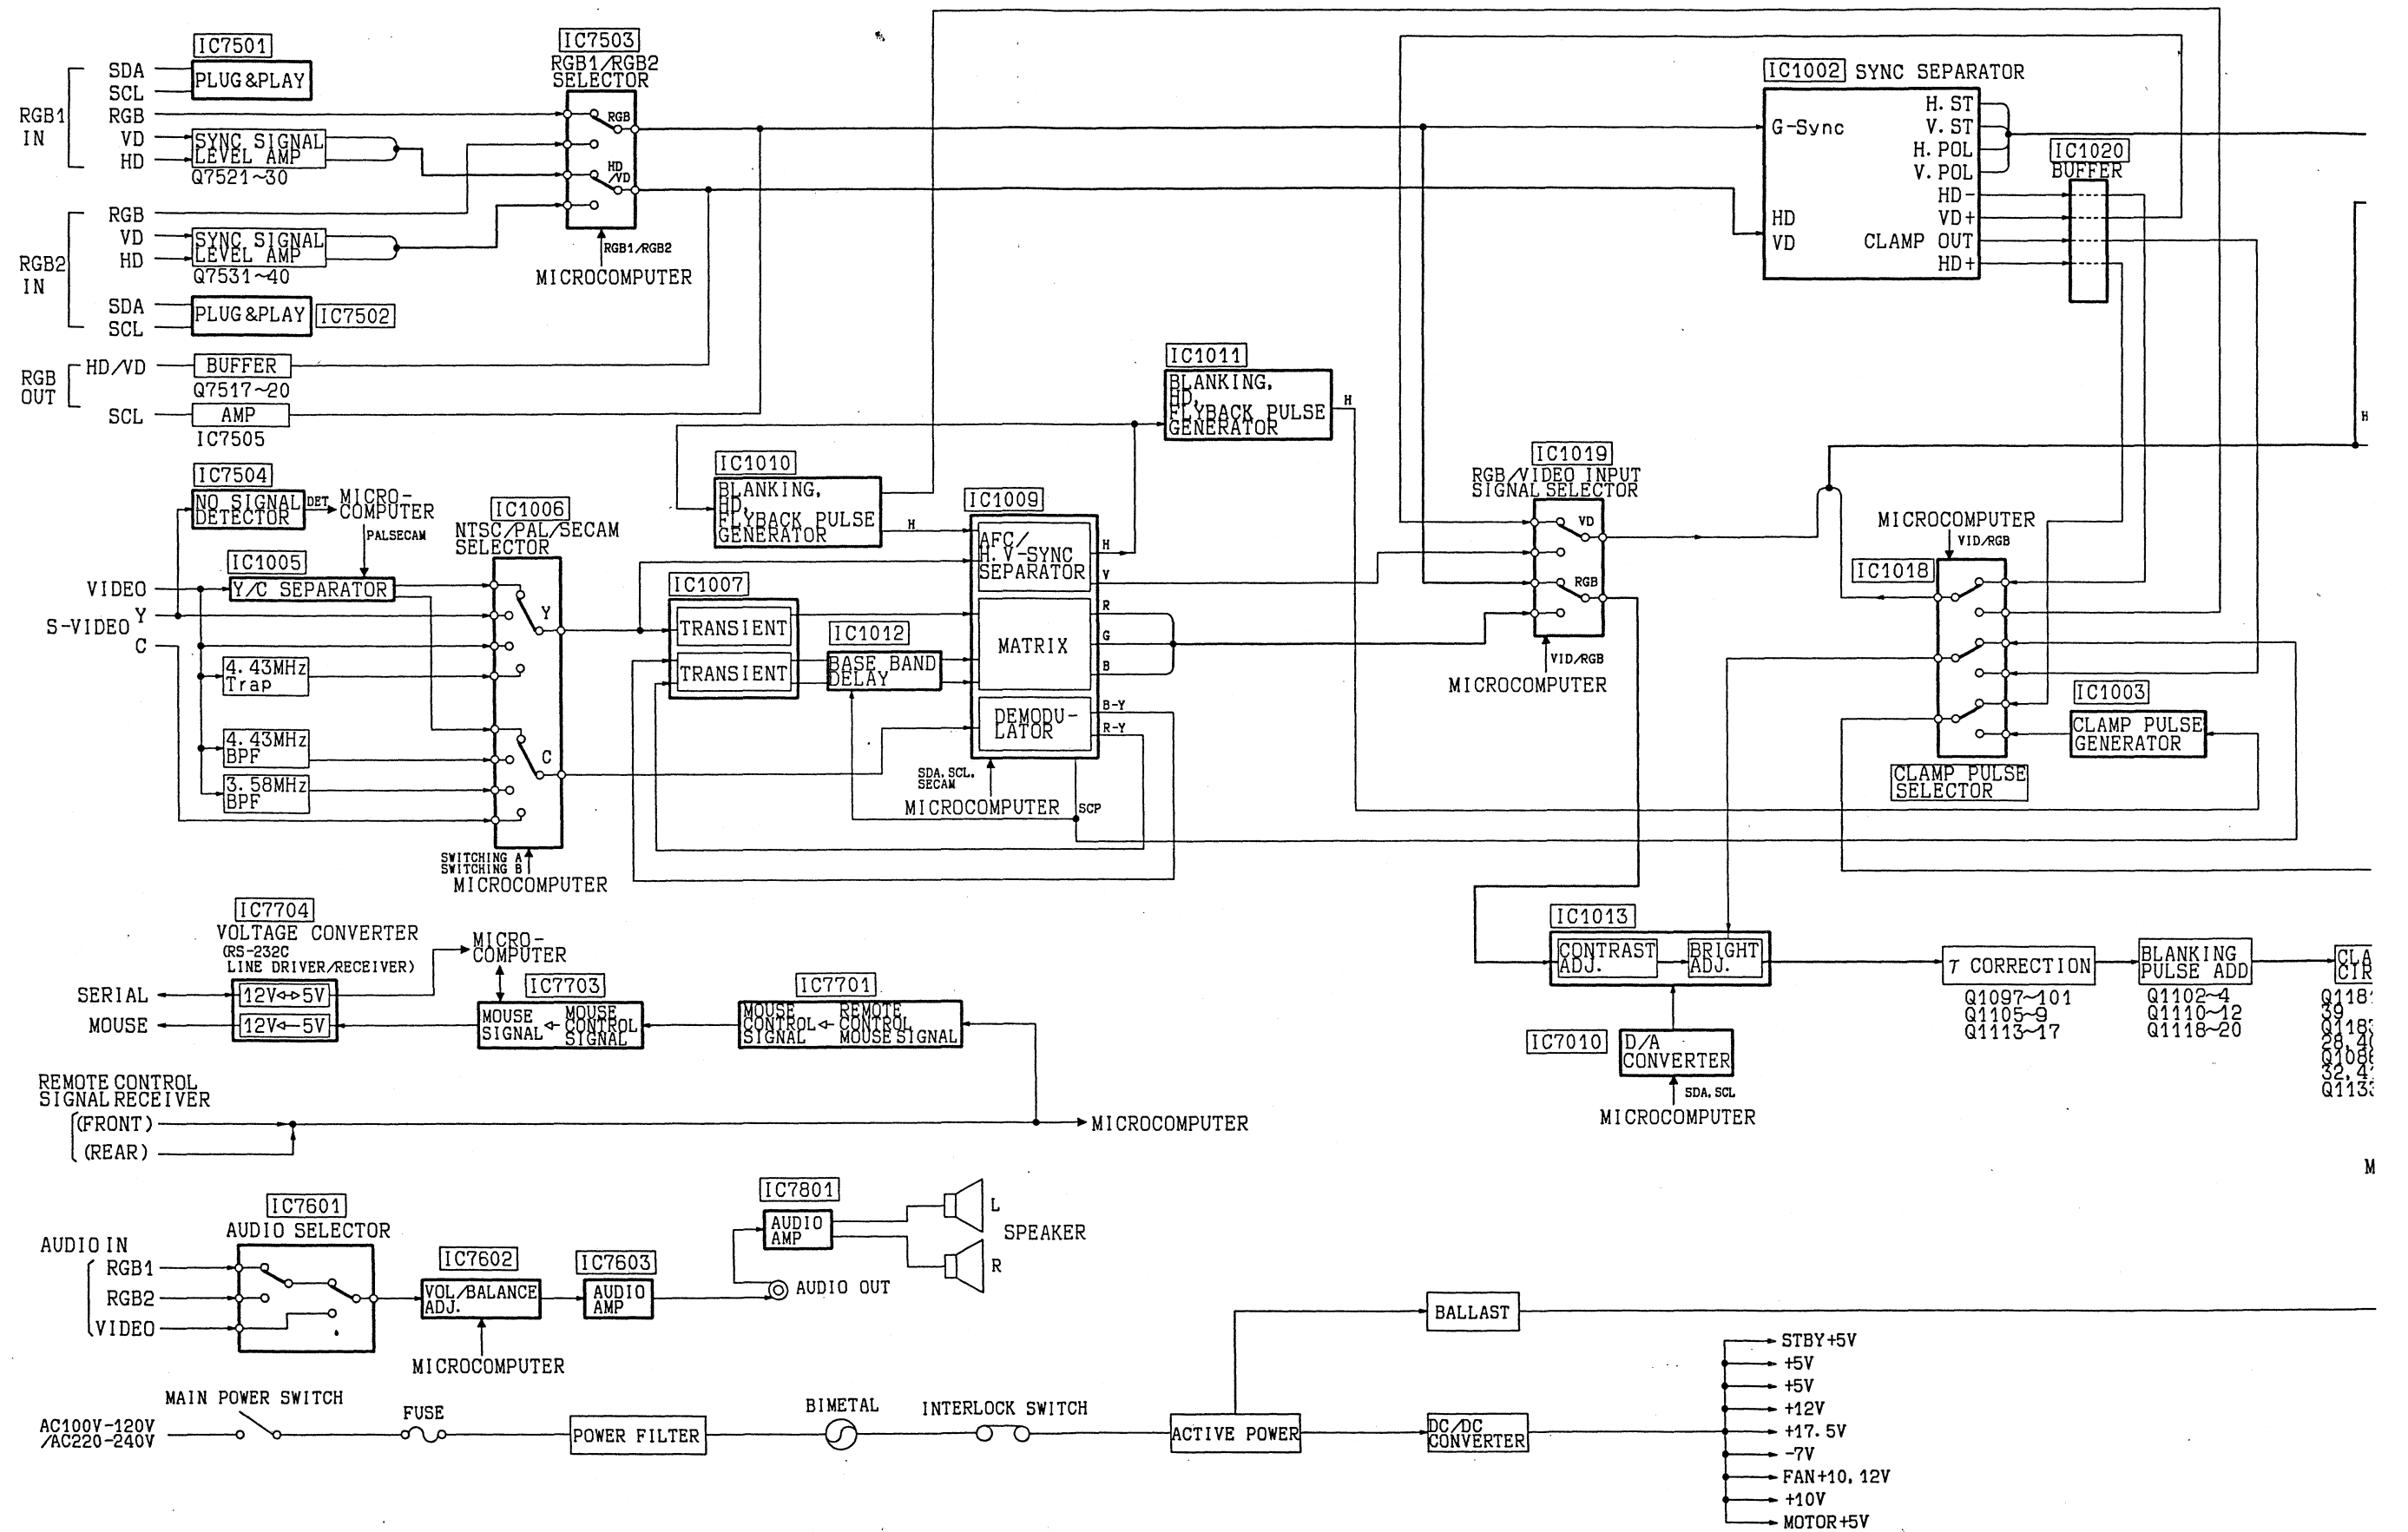 IC7501
PLUG&PLAY
RGB1
IN
SDA
SCL
RGB
VD
HD
SYNC SIGNAL
LEVEL AMP
Q7521~30
IC7503
RGB1/RGB2
SELECTOR
RGB
HD
/VD
RGB1/RGB2
MICROCOMPUTER
RGB2
IN
RGB
VD
HD
SDA
SCL
SYNC SIGNAL
LEVEL AMP
Q7531~40
PLUG&PLAY
IC7502
RGB
OUT
HD/VD
BUFFER
Q7517~20
SCL
AMP
IC7505
IC1002
SYNC SEPARATOR
G-Sync
HD
VD
H. ST
V. ST
H. POL
V. POL
HD-
VD+
CLAMP OUT
HD+
IC1020
BUFFER
IC1011
BLANKING,
HD,
FLYBACK PULSE
GENERATOR
H
H
IC7504
NO SIGNAL
DETECTOR
DET
MICRO-
COMPUTER
PALSECAM
IC1005
Y/C SEPARATOR
VIDEO
Y
S-VIDEO
C
4.43MHz
Trap
4.43MHz
BPF
3.58MHz
BPF
IC1006
NTSC/PAL/SECAM
SELECTOR
Y
C
SWITCHING A
SWITCHING B
MICROCOMPUTER
IC1010
BLANKING,
HD,
FLYBACK PULSE
GENERATOR
H
IC1007
TRANSIENT
TRANSIENT
IC1012
BASE BAND
DELAY
IC1009
AFC/
H. V-SYNC
SEPARATOR
MATRIX
DEMODU-
LATOR
H
V
R
G
B
B-Y
R-Y
SDA, SCL,
SECAM
MICROCOMPUTER
SCP
IC1019
RGB/VIDEO INPUT
SIGNAL SELECTOR
VD
RGB
VID/RGB
MICROCOMPUTER
MICROCOMPUTER
VID/RGB
IC1018
CLAMP PULSE
SELECTOR
IC1003
CLAMP PULSE
GENERATOR
IC7704
VOLTAGE CONVERTER
(RS-232C
LINE DRIVER/RECEIVER)
SERIAL
12V⇔5V
MOUSE
12V←5V
MICRO-
COMPUTER
IC7703
MOUSE
SIGNAL
←
MOUSE
CONTROL
SIGNAL
IC7701
MOUSE
CONTROL
SIGNAL
←
REMOTE
CONTROL
MOUSE SIGNAL
REMOTE CONTROL
SIGNAL RECEIVER
(FRONT)
(REAR)
MICROCOMPUTER
IC1013
CONTRAST
ADJ.
BRIGHT
ADJ.
IC7010
D/A
CONVERTER
SDA, SCL
MICROCOMPUTER
τ CORRECTION
Q1097~101
Q1105~9
Q1113~17
BLANKING
PULSE ADD
Q1102~4
Q1110~12
Q1118~20
CLA
CIR
Q118
39
Q118
28, 4
Q108
32, 4
Q113
M
IC7601
AUDIO SELECTOR
AUDIO IN
RGB1
RGB2
VIDEO
IC7602
VOL/BALANCE
ADJ.
MICROCOMPUTER
IC7603
AUDIO
AMP
IC7801
AUDIO
AMP
AUDIO OUT
L
SPEAKER
R
BALLAST
MAIN POWER SWITCH
AC100V-120V
/AC220-240V
FUSE
POWER FILTER
BIMETAL
INTERLOCK SWITCH
ACTIVE POWER
DC/DC
CONVERTER
STBY+5V
+5V
+5V
+12V
+17.5V
-7V
FAN+10, 12V
+10V
MOTOR+5V